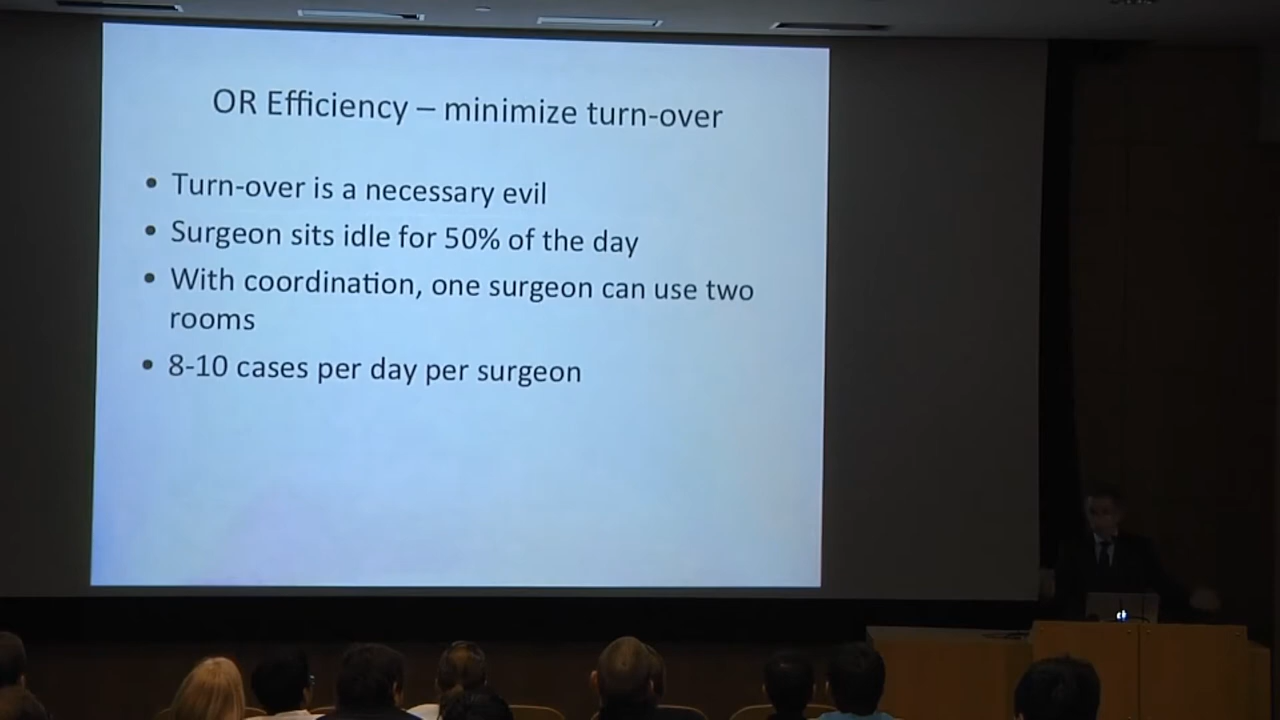 OR Efficiency – minimize turn-over
• Turn-over is a necessary evil
• Surgeon sits idle for 50% of the day
• With coordination, one surgeon can use two
rooms
• 8-10 cases per day per surgeon